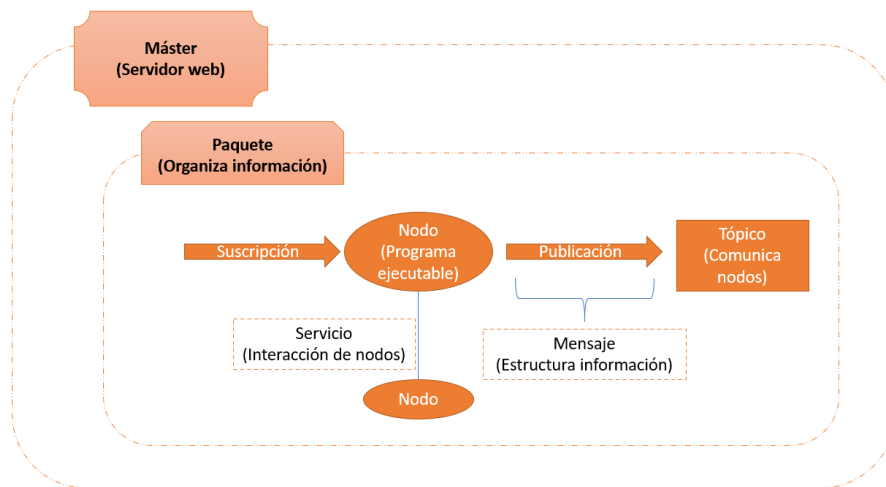 Máster
(Servidor web)
Paquete
(Organiza información)
Suscripción
Nodo
(Programa
ejecutable)
Publicación
Tópico
(Comunica
nodos)
Servicio
(Interacción de nodos)
Mensaje
(Estructura información)
Nodo